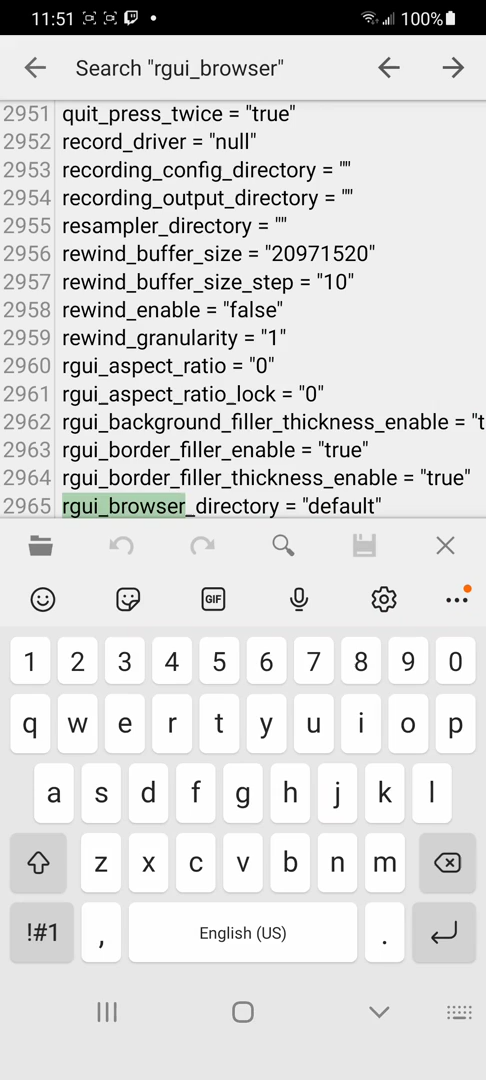 11:51 100%
Search "rgui_browser"
2951 quit_press_twice = "true"
2952 record_driver = "null"
2953 recording_config_directory = ""
2954 recording_output_directory = ""
2955 resampler_directory = ""
2956 rewind_buffer_size = "20971520"
2957 rewind_buffer_size_step = "10"
2958 rewind_enable = "false"
2959 rewind_granularity = "1"
2960 rgui_aspect_ratio = "0"
2961 rgui_aspect_ratio_lock = "0"
2962 rgui_background_filler_thickness_enable = "t
2963 rgui_border_filler_enable = "true"
2964 rgui_border_filler_thickness_enable = "true"
2965 rgui_browser_directory = "default"
GIF
1 2 3 4 5 6 7 8 9 0
q w e r t y u i o p
a s d f g h j k l
z x c v b n m
!#1 , English (US) .